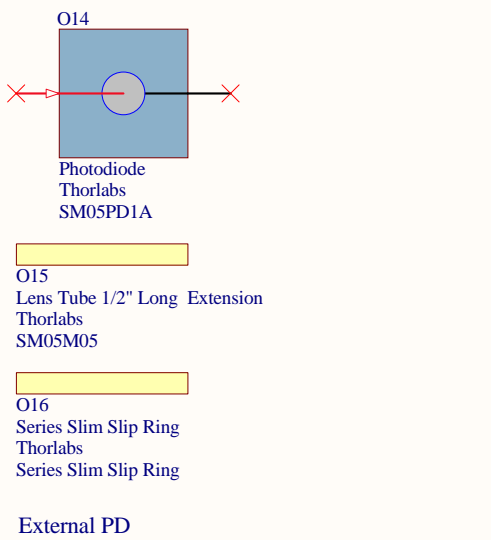 O14
Photodiode
Thorlabs
SM05PD1A
O15
Lens Tube 1/2" Long  Extension
Thorlabs
SM05M05
O16
Series Slim Slip Ring
Thorlabs
Series Slim Slip Ring
External PD